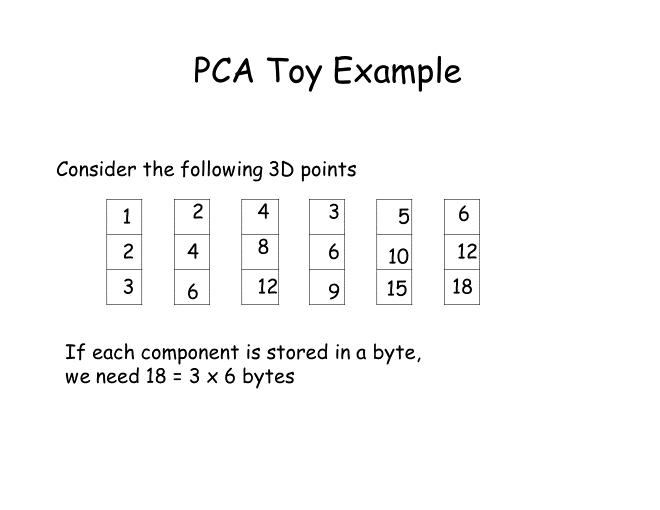 PCA Toy Example
Consider the following 3D points
1 2 4 3 5 6
2 4 8 6 10 12
3 6 12 9 15 18
If each component is stored in a byte,
we need 18 = 3 x 6 bytes